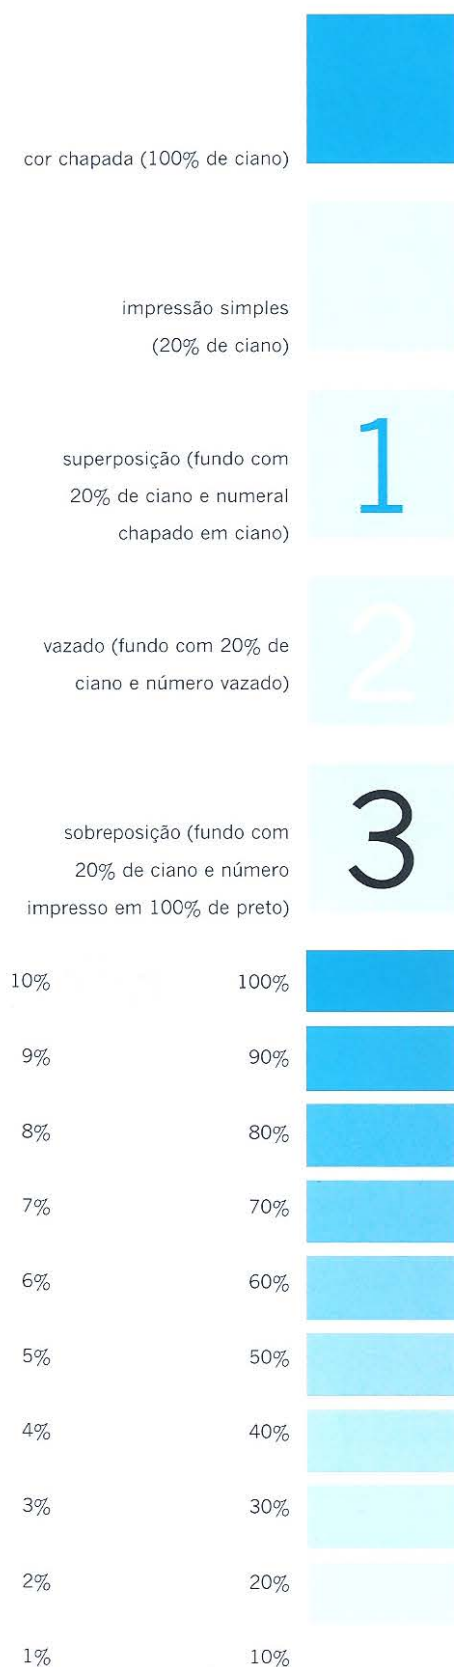 cor chapada (100% de ciano)
impressão simples
(20% de ciano)
1
superposição (fundo com
20% de ciano e numeral
chapado em ciano)
2
vazado (fundo com 20% de
ciano e número vazado)
3
sobreposição (fundo com
20% de ciano e número
impresso em 100% de preto)
10% 100%
9% 90%
8% 80%
7% 70%
6% 60%
5% 50%
4% 40%
3% 30%
2% 20%
1% 10%